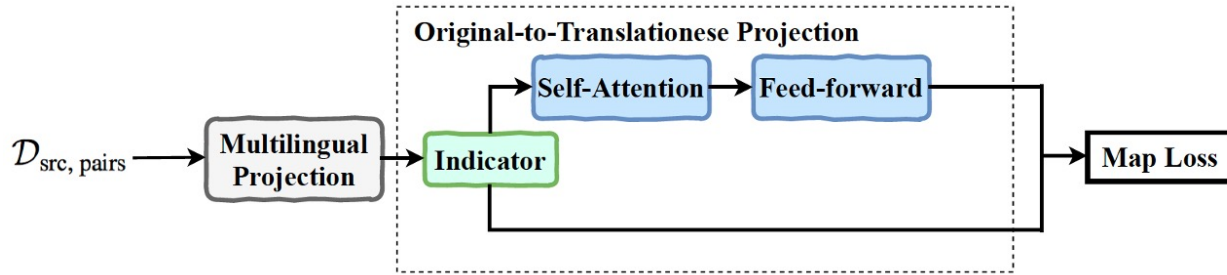 Original-to-Translationese Projection
Self-Attention
Feed-forward
𝒟src, pairs
Multilingual
Projection
Indicator
Map Loss